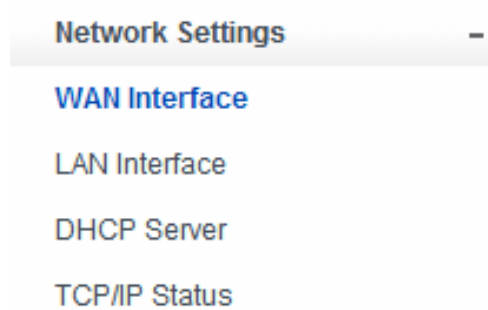 Network Settings -
WAN Interface
LAN Interface
DHCP Server
TCP/IP Status